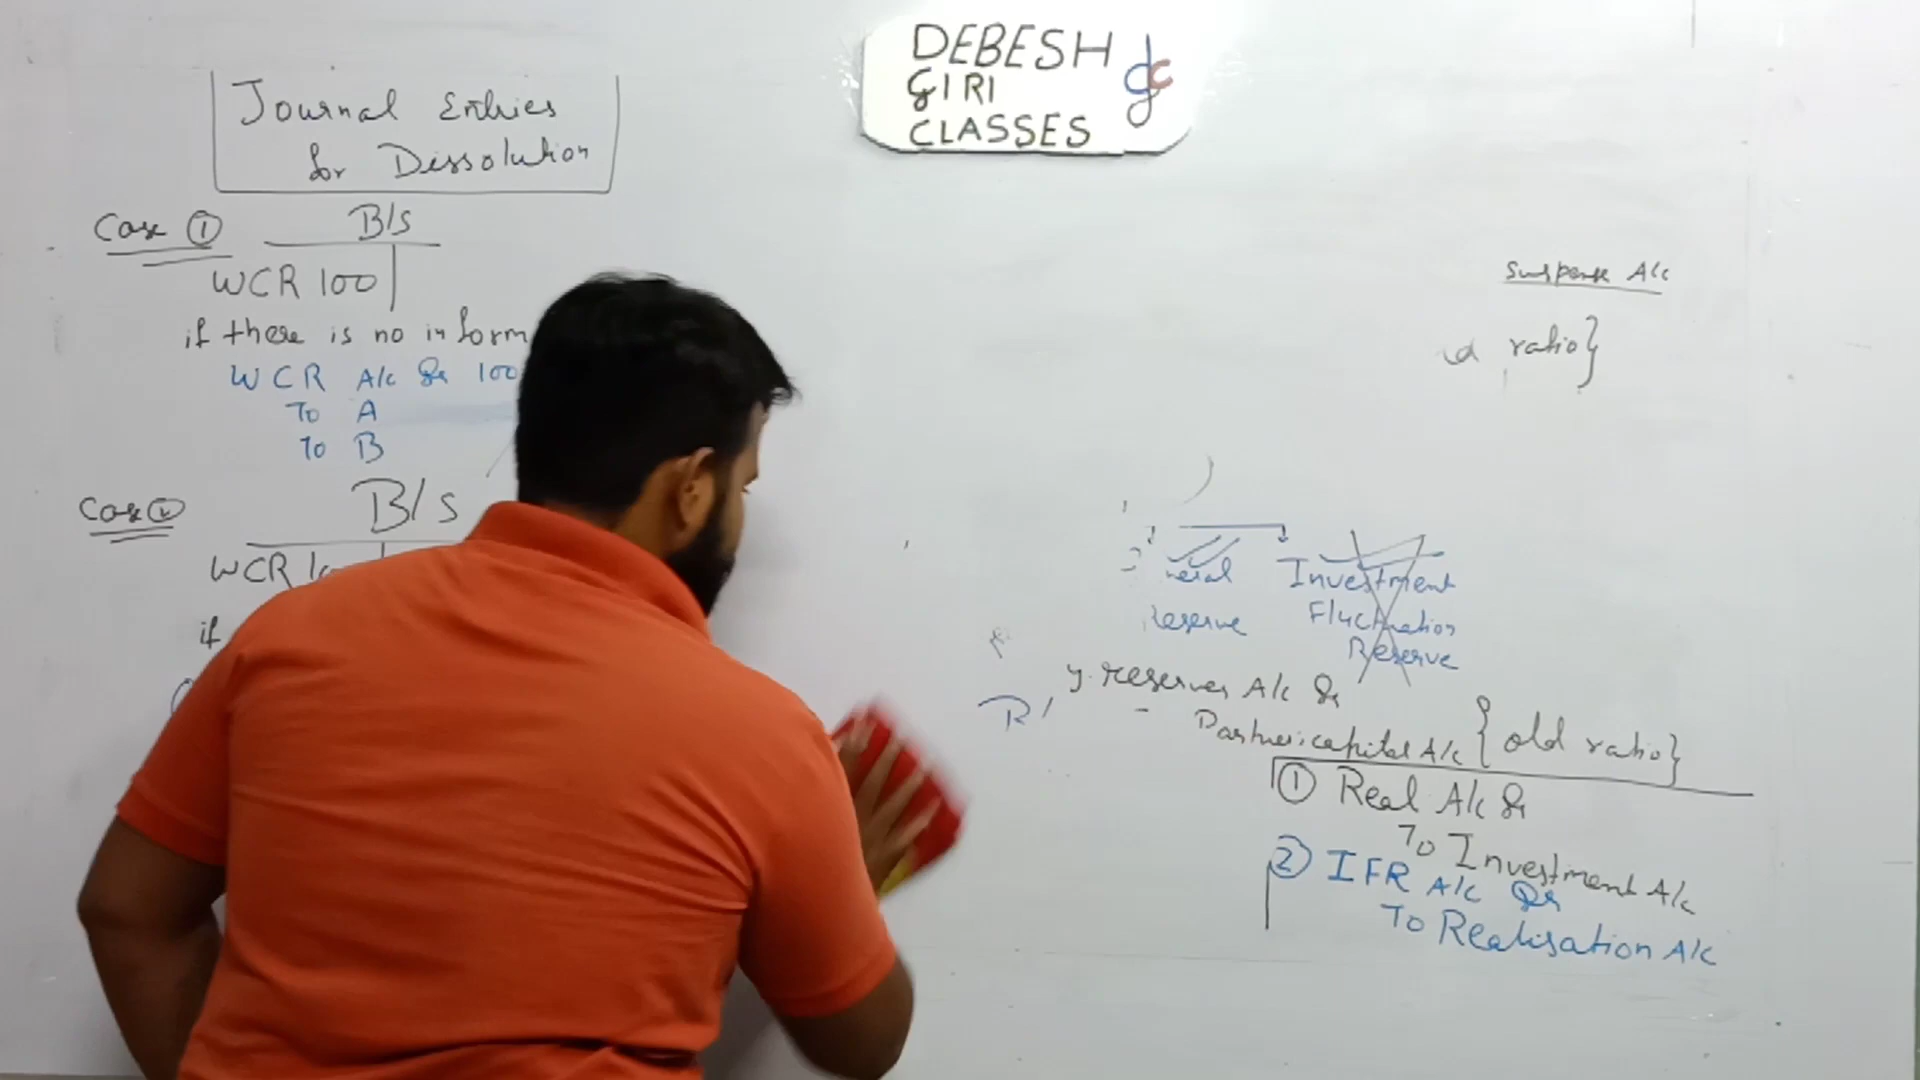 DEBESH
GIRI
CLASSES
dc
Journal Entries
for Dissolution
Case ①
B/S
WCR 100
if there is no inform
WCR A/c Dr 100
To A
To B
Case ②
B/S
WCR
if
Suspense A/c
ratio}
Investment
Fluctuation
Reserve
Reserve
reserves A/c Dr
Partners capital A/c {old ratio}
① Real A/c Dr
To Investment A/c
② IFR A/c Dr
To Realisation A/c